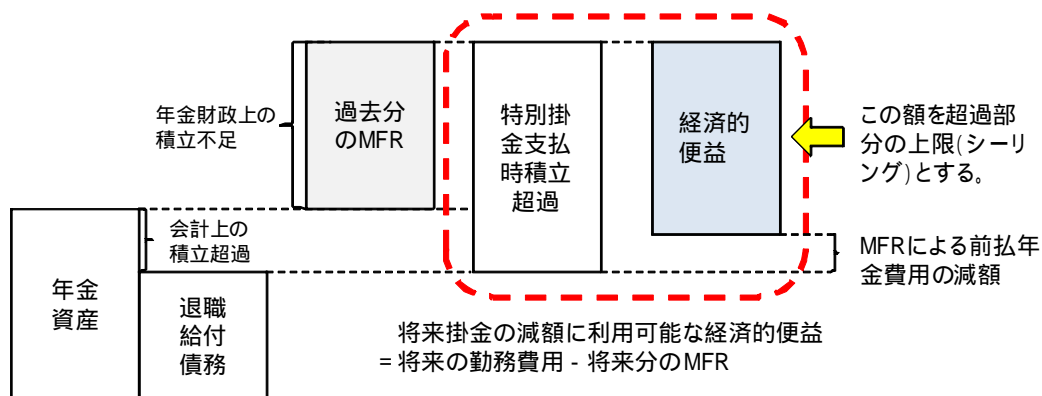 年金財政上の
積立不足
過去分
のMFR
特別掛
金支払
時積立
超過
経済的
便益
この額を超過部
分の上限(シーリ
ング)とする。
会計上の
積立超過
MFRによる前払年
金費用の減額
年金
資産
退職
給付
債務
将来掛金の減額に利用可能な経済的便益
= 将来の勤務費用 - 将来分のMFR